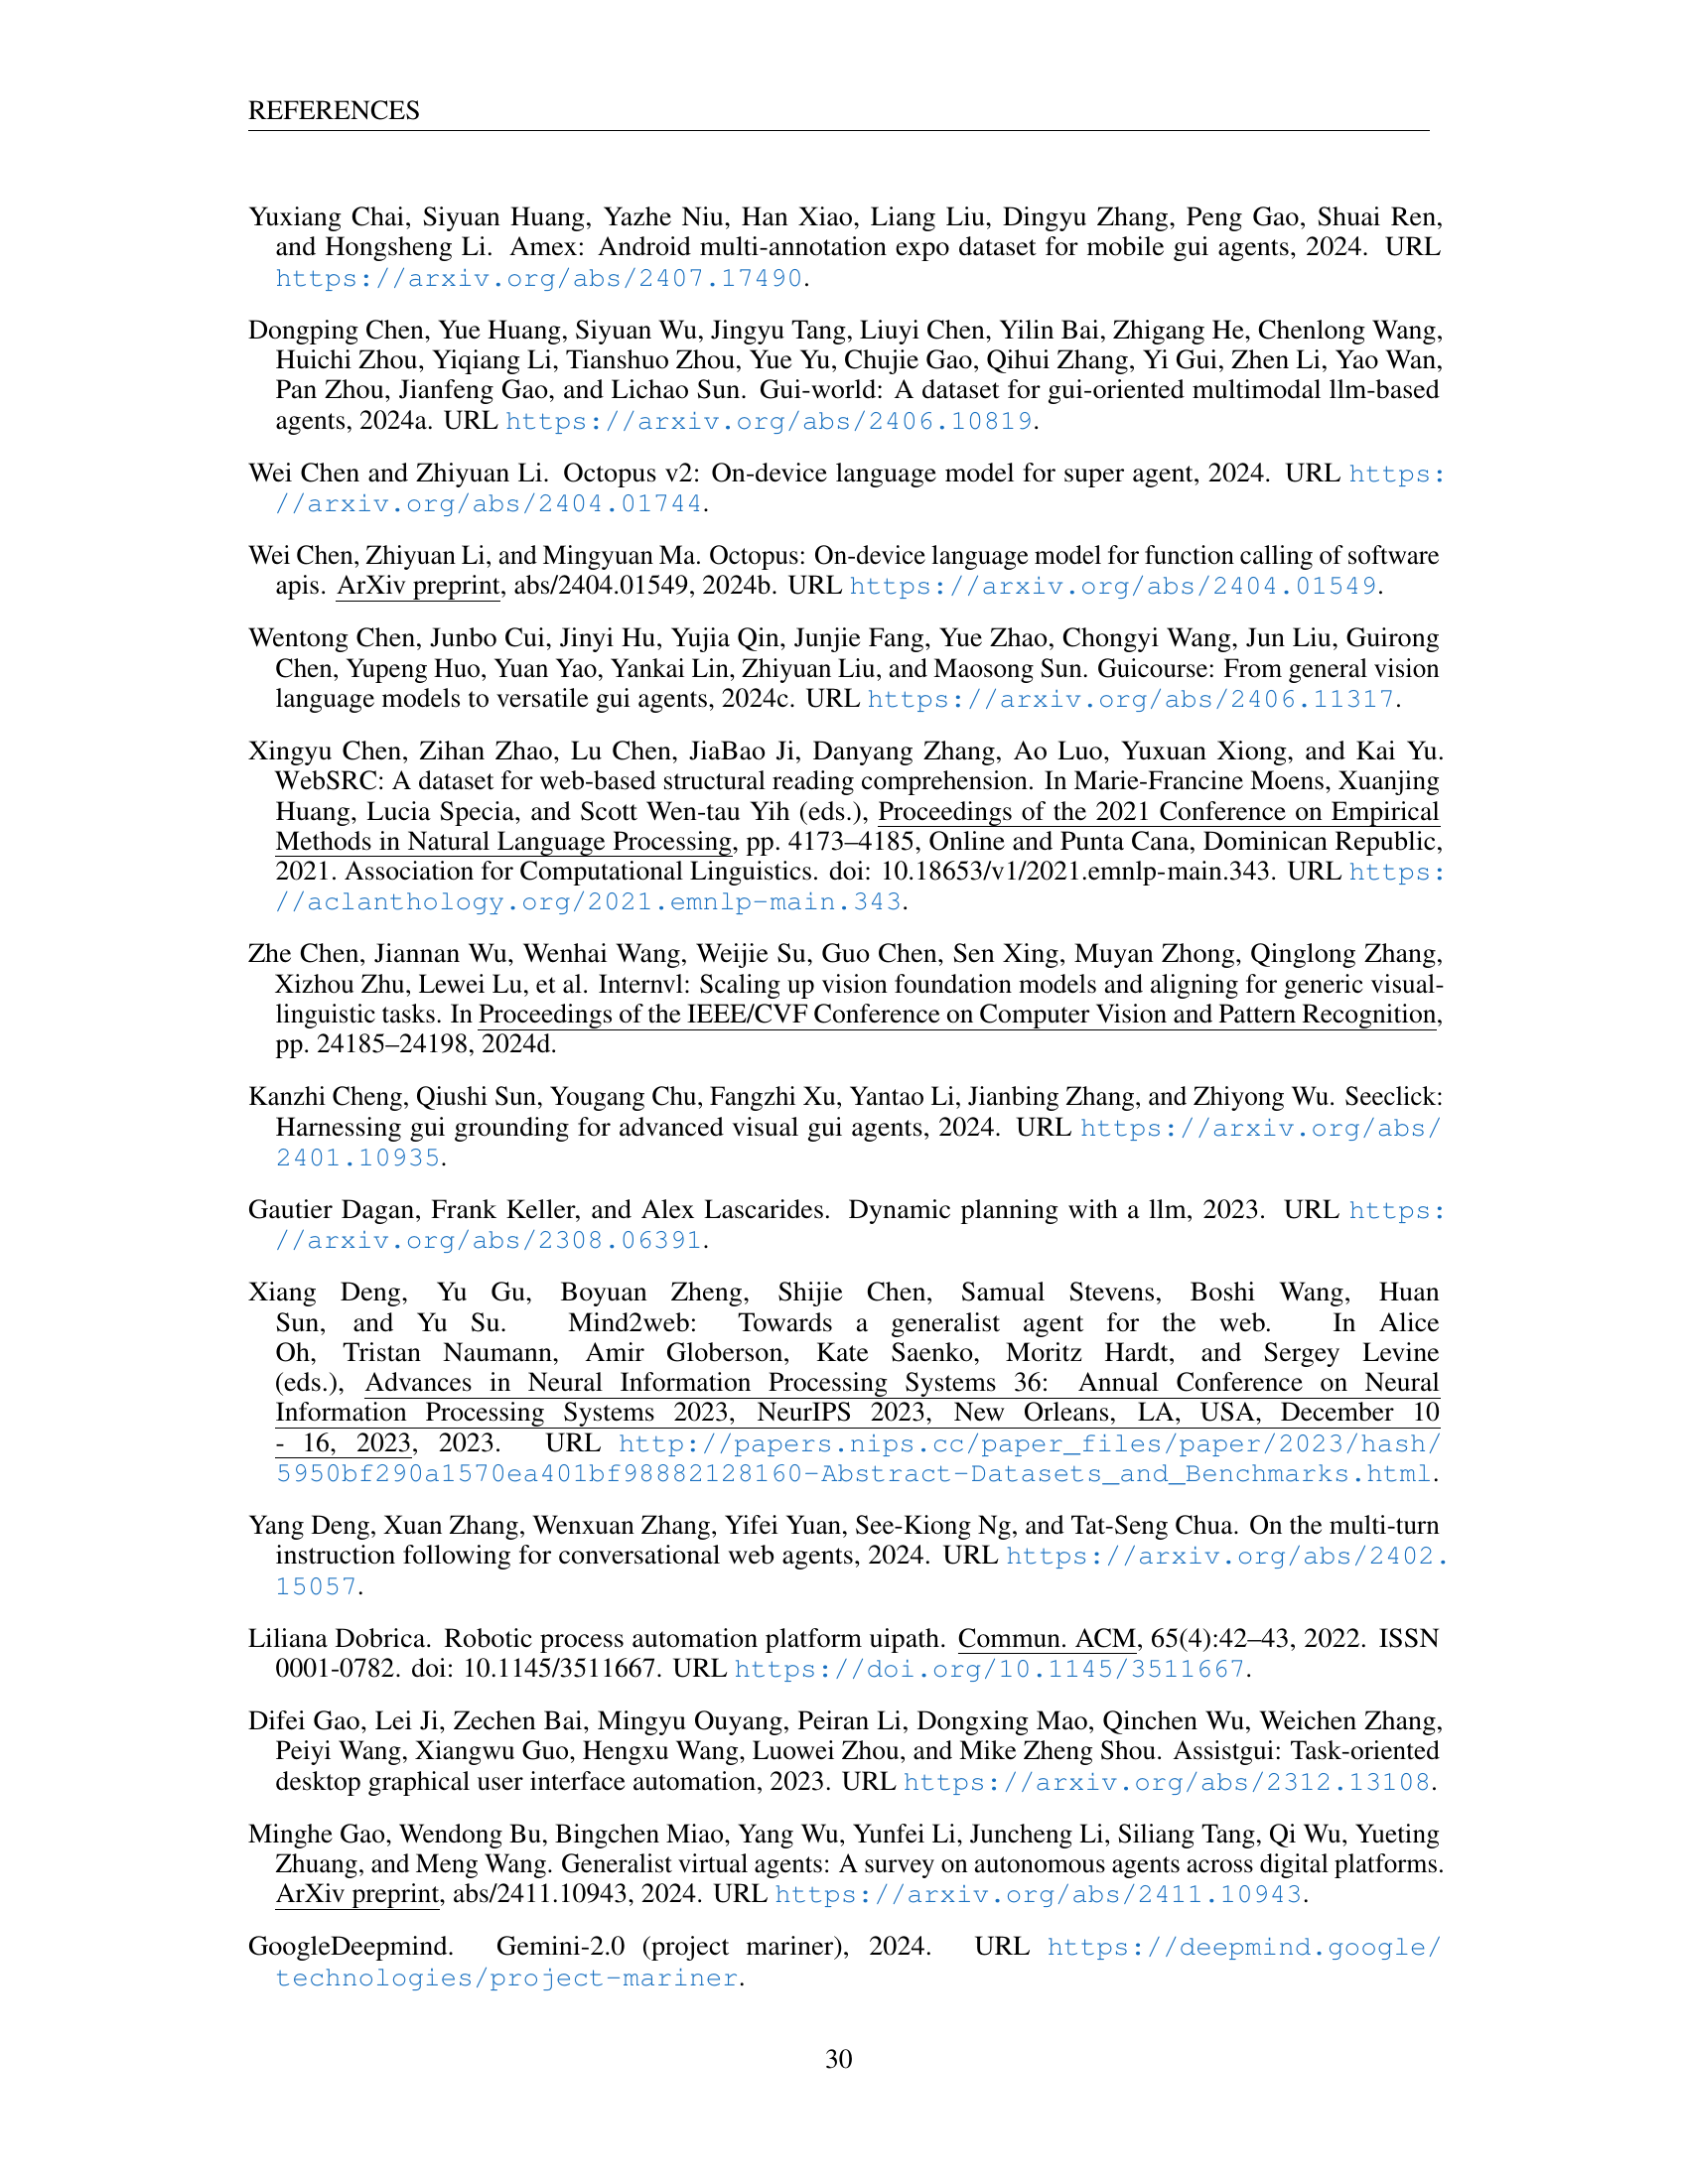 REFERENCES
Yuxiang Chai, Siyuan Huang, Yazhe Niu, Han Xiao, Liang Liu, Dingyu Zhang, Peng Gao, Shuai Ren,
and Hongsheng Li. Amex: Android multi-annotation expo dataset for mobile gui agents, 2024. URL
https://arxiv.org/abs/2407.17490.
Dongping Chen, Yue Huang, Siyuan Wu, Jingyu Tang, Liuyi Chen, Yilin Bai, Zhigang He, Chenlong Wang,
Huichi Zhou, Yiqiang Li, Tianshuo Zhou, Yue Yu, Chujie Gao, Qihui Zhang, Yi Gui, Zhen Li, Yao Wan,
Pan Zhou, Jianfeng Gao, and Lichao Sun. Gui-world: A dataset for gui-oriented multimodal llm-based
agents, 2024a. URL https://arxiv.org/abs/2406.10819.
Wei Chen and Zhiyuan Li. Octopus v2: On-device language model for super agent, 2024. URL https:
//arxiv.org/abs/2404.01744.
Wei Chen, Zhiyuan Li, and Mingyuan Ma. Octopus: On-device language model for function calling of software
apis. ArXiv preprint, abs/2404.01549, 2024b. URL https://arxiv.org/abs/2404.01549.
Wentong Chen, Junbo Cui, Jinyi Hu, Yujia Qin, Junjie Fang, Yue Zhao, Chongyi Wang, Jun Liu, Guirong
Chen, Yupeng Huo, Yuan Yao, Yankai Lin, Zhiyuan Liu, and Maosong Sun. Guicourse: From general vision
language models to versatile gui agents, 2024c. URL https://arxiv.org/abs/2406.11317.
Xingyu Chen, Zihan Zhao, Lu Chen, JiaBao Ji, Danyang Zhang, Ao Luo, Yuxuan Xiong, and Kai Yu.
WebSRC: A dataset for web-based structural reading comprehension. In Marie-Francine Moens, Xuanjing
Huang, Lucia Specia, and Scott Wen-tau Yih (eds.), Proceedings of the 2021 Conference on Empirical
Methods in Natural Language Processing, pp. 4173–4185, Online and Punta Cana, Dominican Republic,
2021. Association for Computational Linguistics. doi: 10.18653/v1/2021.emnlp-main.343. URL https:
//aclanthology.org/2021.emnlp-main.343.
Zhe Chen, Jiannan Wu, Wenhai Wang, Weijie Su, Guo Chen, Sen Xing, Muyan Zhong, Qinglong Zhang,
Xizhou Zhu, Lewei Lu, et al. Internvl: Scaling up vision foundation models and aligning for generic visual-
linguistic tasks. In Proceedings of the IEEE/CVF Conference on Computer Vision and Pattern Recognition,
pp. 24185–24198, 2024d.
Kanzhi Cheng, Qiushi Sun, Yougang Chu, Fangzhi Xu, Yantao Li, Jianbing Zhang, and Zhiyong Wu. Seeclick:
Harnessing gui grounding for advanced visual gui agents, 2024. URL https://arxiv.org/abs/
2401.10935.
Gautier Dagan, Frank Keller, and Alex Lascarides. Dynamic planning with a llm, 2023. URL https:
//arxiv.org/abs/2308.06391.
Xiang Deng, Yu Gu, Boyuan Zheng, Shijie Chen, Samual Stevens, Boshi Wang, Huan
Sun, and Yu Su. Mind2web: Towards a generalist agent for the web. In Alice
Oh, Tristan Naumann, Amir Globerson, Kate Saenko, Moritz Hardt, and Sergey Levine
(eds.), Advances in Neural Information Processing Systems 36: Annual Conference on Neural
Information Processing Systems 2023, NeurIPS 2023, New Orleans, LA, USA, December 10
- 16, 2023, 2023. URL http://papers.nips.cc/paper_files/paper/2023/hash/
5950bf290a1570ea401bf98882128160-Abstract-Datasets_and_Benchmarks.html.
Yang Deng, Xuan Zhang, Wenxuan Zhang, Yifei Yuan, See-Kiong Ng, and Tat-Seng Chua. On the multi-turn
instruction following for conversational web agents, 2024. URL https://arxiv.org/abs/2402.
15057.
Liliana Dobrica. Robotic process automation platform uipath. Commun. ACM, 65(4):42–43, 2022. ISSN
0001-0782. doi: 10.1145/3511667. URL https://doi.org/10.1145/3511667.
Difei Gao, Lei Ji, Zechen Bai, Mingyu Ouyang, Peiran Li, Dongxing Mao, Qinchen Wu, Weichen Zhang,
Peiyi Wang, Xiangwu Guo, Hengxu Wang, Luowei Zhou, and Mike Zheng Shou. Assistgui: Task-oriented
desktop graphical user interface automation, 2023. URL https://arxiv.org/abs/2312.13108.
Minghe Gao, Wendong Bu, Bingchen Miao, Yang Wu, Yunfei Li, Juncheng Li, Siliang Tang, Qi Wu, Yueting
Zhuang, and Meng Wang. Generalist virtual agents: A survey on autonomous agents across digital platforms.
ArXiv preprint, abs/2411.10943, 2024. URL https://arxiv.org/abs/2411.10943.
GoogleDeepmind. Gemini-2.0 (project mariner), 2024. URL https://deepmind.google/
technologies/project-mariner.
30